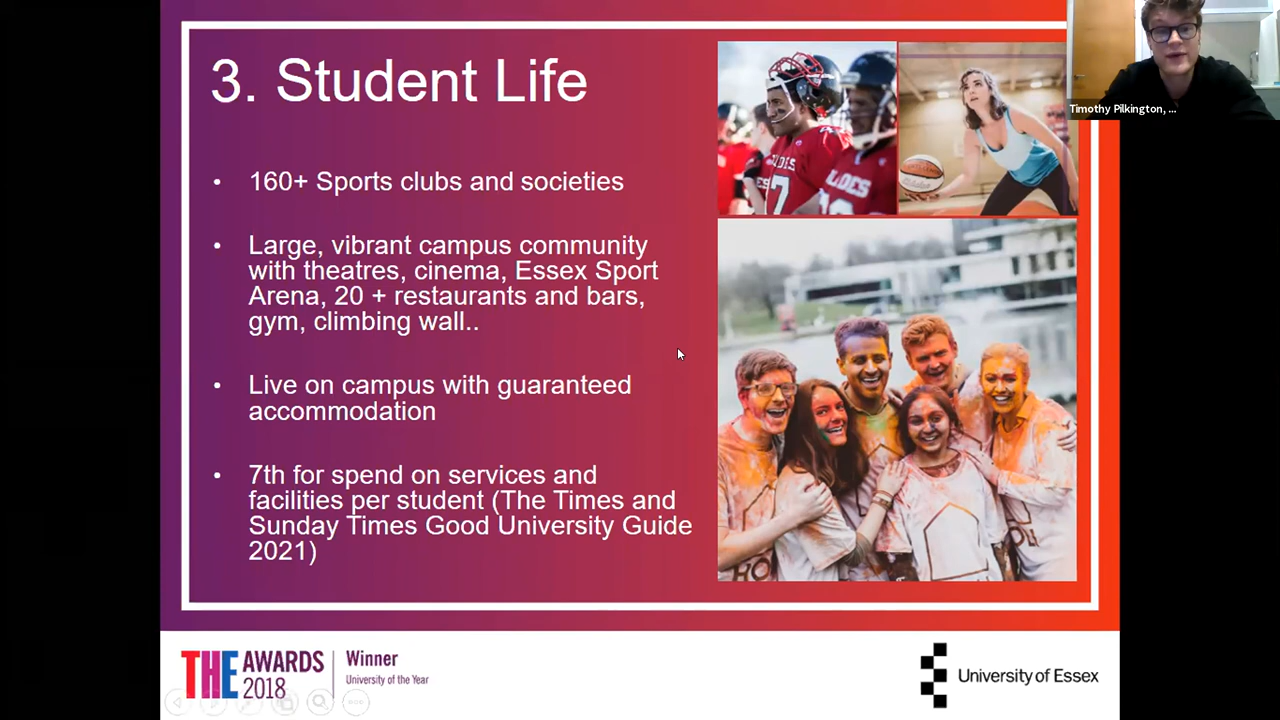 3. Student Life
• 160+ Sports clubs and societies
• Large, vibrant campus community
with theatres, cinema, Essex Sport
Arena, 20 + restaurants and bars,
gym, climbing wall..
• Live on campus with guaranteed
accommodation
• 7th for spend on services and
facilities per student (The Times and
Sunday Times Good University Guide
2021)
Timothy Pilkington, ...
THE AWARDS
2018
Winner
University of the Year
University of Essex